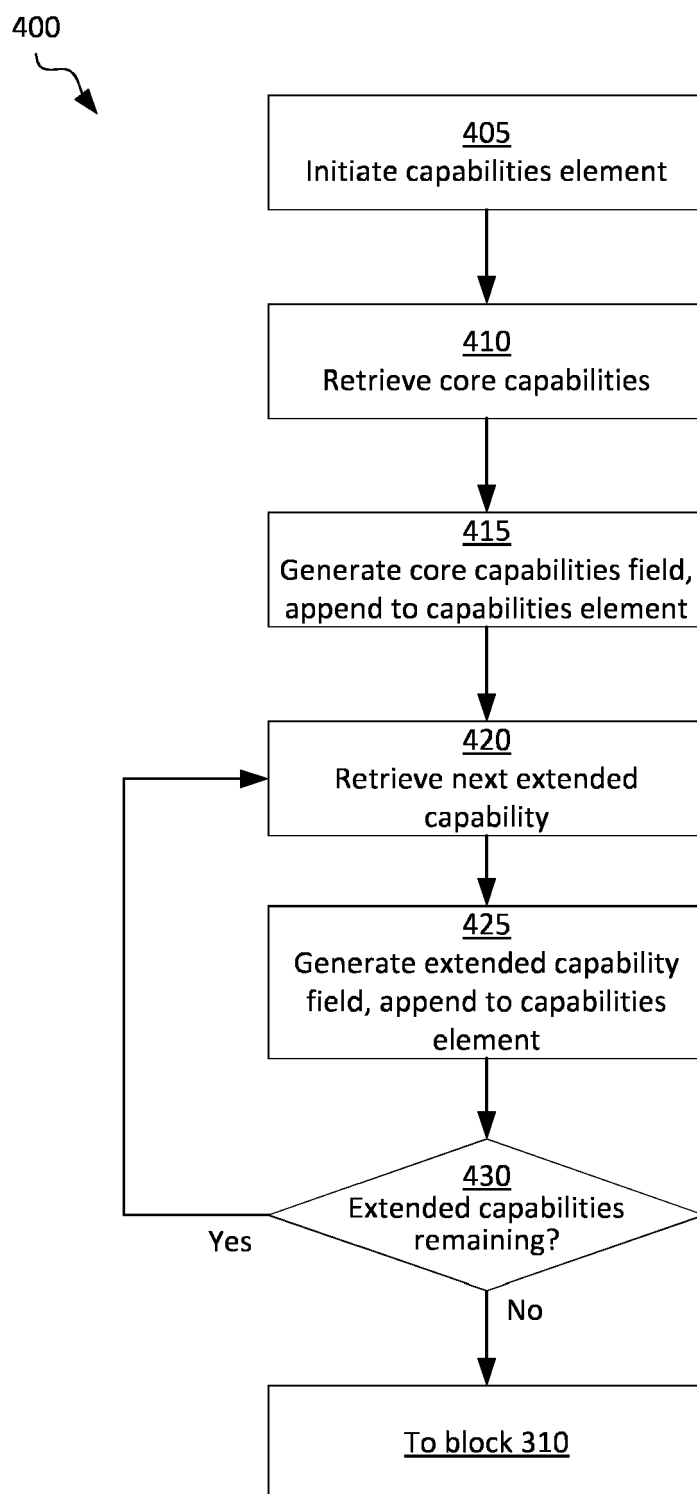 400
405
Initiate capabilities element
410
Retrieve core capabilities
415
Generate core capabilities field,
append to capabilities element
420
Retrieve next extended
capability
425
Generate extended capability
field, append to capabilities
element
430
Extended capabilities
remaining?
Yes
No
To block 310